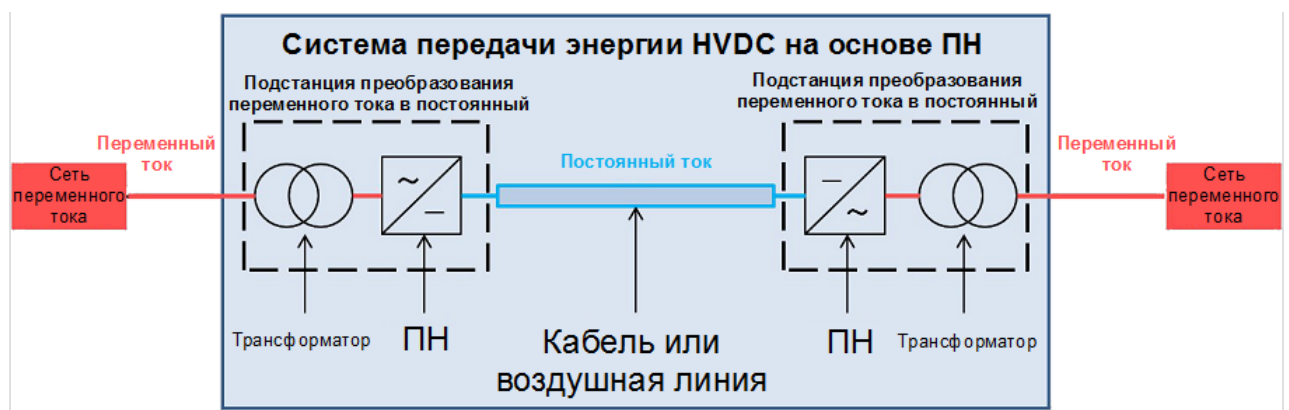 Система передачи энергии HVDC на основе ПН
Подстанция преобразования
переменного тока в постоянный
Подстанция преобразования
переменного тока в постоянный
Переменный
ток
Постоянный ток
Переменный
ток
Сеть
переменного
тока
Сеть
переменного
тока
Трансформатор
ПН
Кабель или
воздушная линия
ПН
Трансформатор